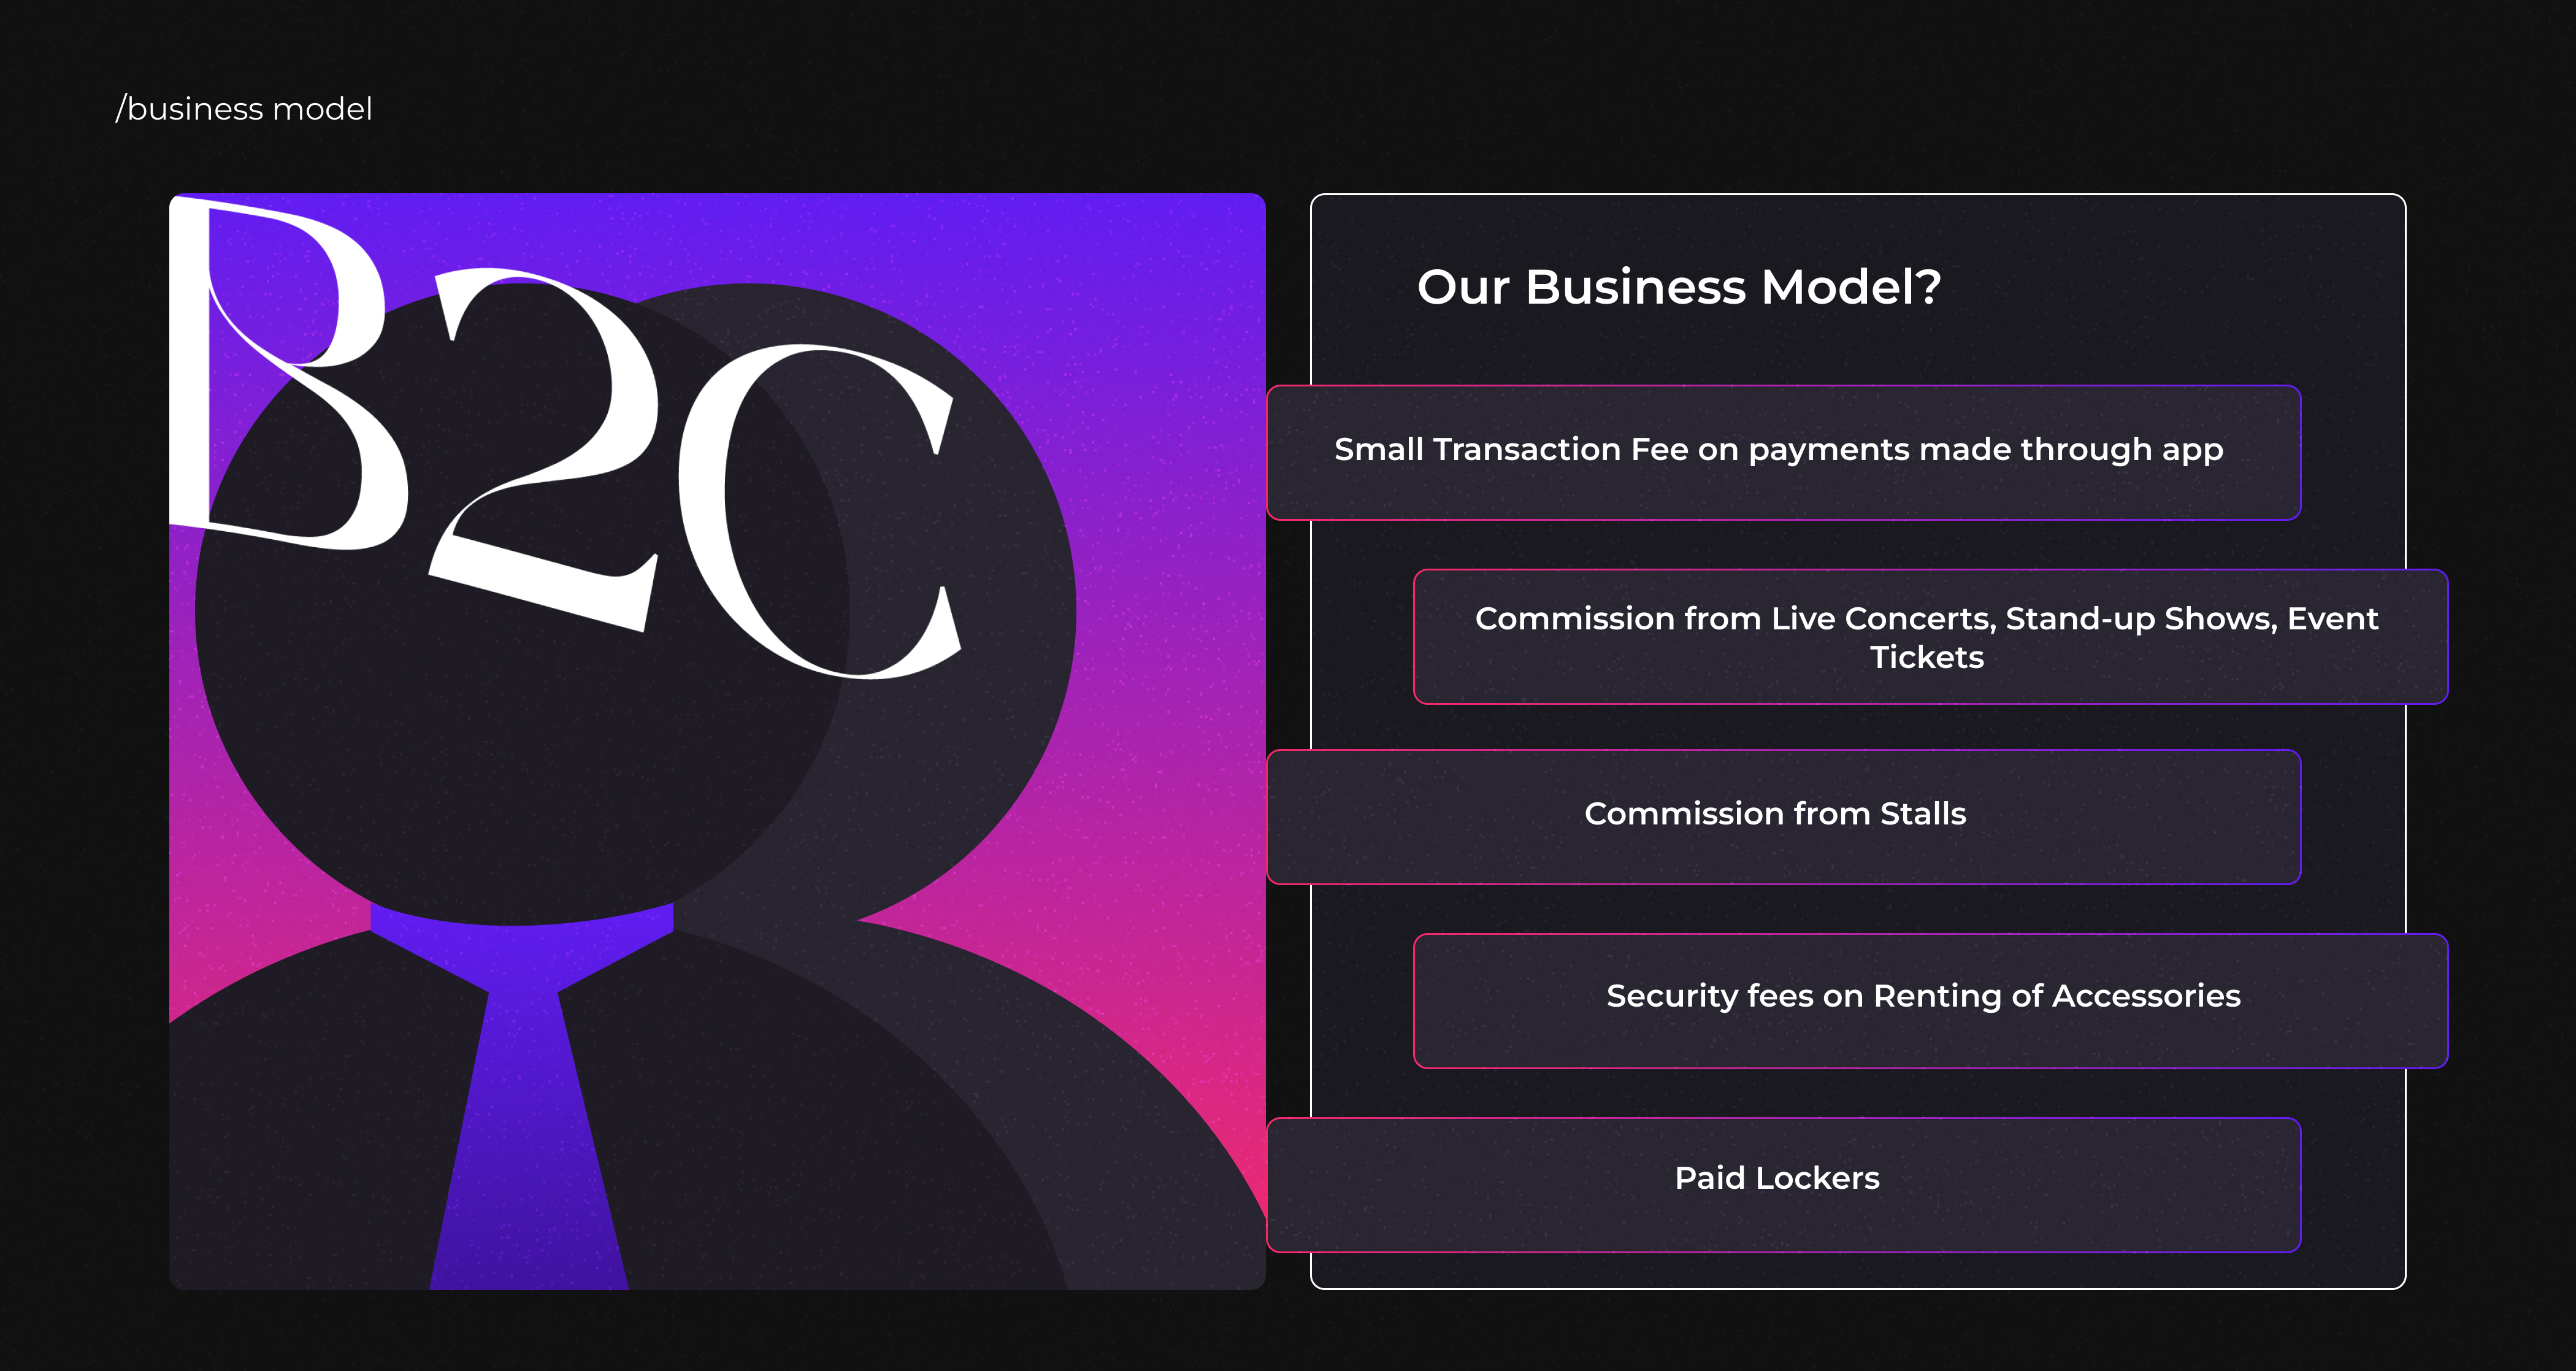 /business model
B2C
Our Business Model?
Small Transaction Fee on payments made through app
Commission from Live Concerts, Stand-up Shows, Event
Tickets
Commission from Stalls
Security fees on Renting of Accessories
Paid Lockers